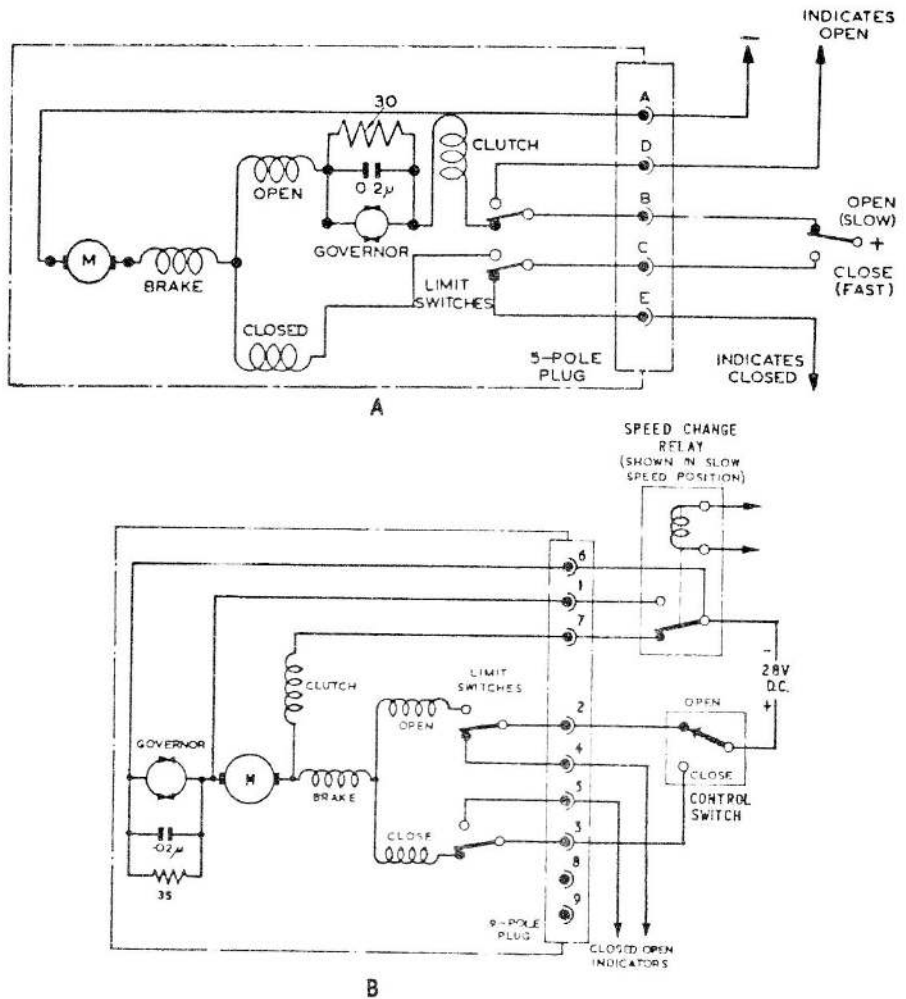 INDICATES
OPEN
−
30
A
CLUTCH
D
0.2µ
OPEN
B
OPEN
(SLOW)
GOVERNOR
+
M
C
CLOSE
(FAST)
BRAKE
LIMIT
SWITCHES
E
CLOSED
5-POLE
PLUG
INDICATES
CLOSED
A
SPEED CHANGE
RELAY
(SHOWN IN SLOW
SPEED POSITION)
6
1
7
−
28V
D.C.
+
CLUTCH
LIMIT
SWITCHES
OPEN
2
OPEN
GOVERNOR
4
M
BRAKE
5
CLOSE
CONTROL
SWITCH
CLOSE
3
.02µ
8
35
9
9-POLE
PLUG
CLOSED OPEN
INDICATORS
B